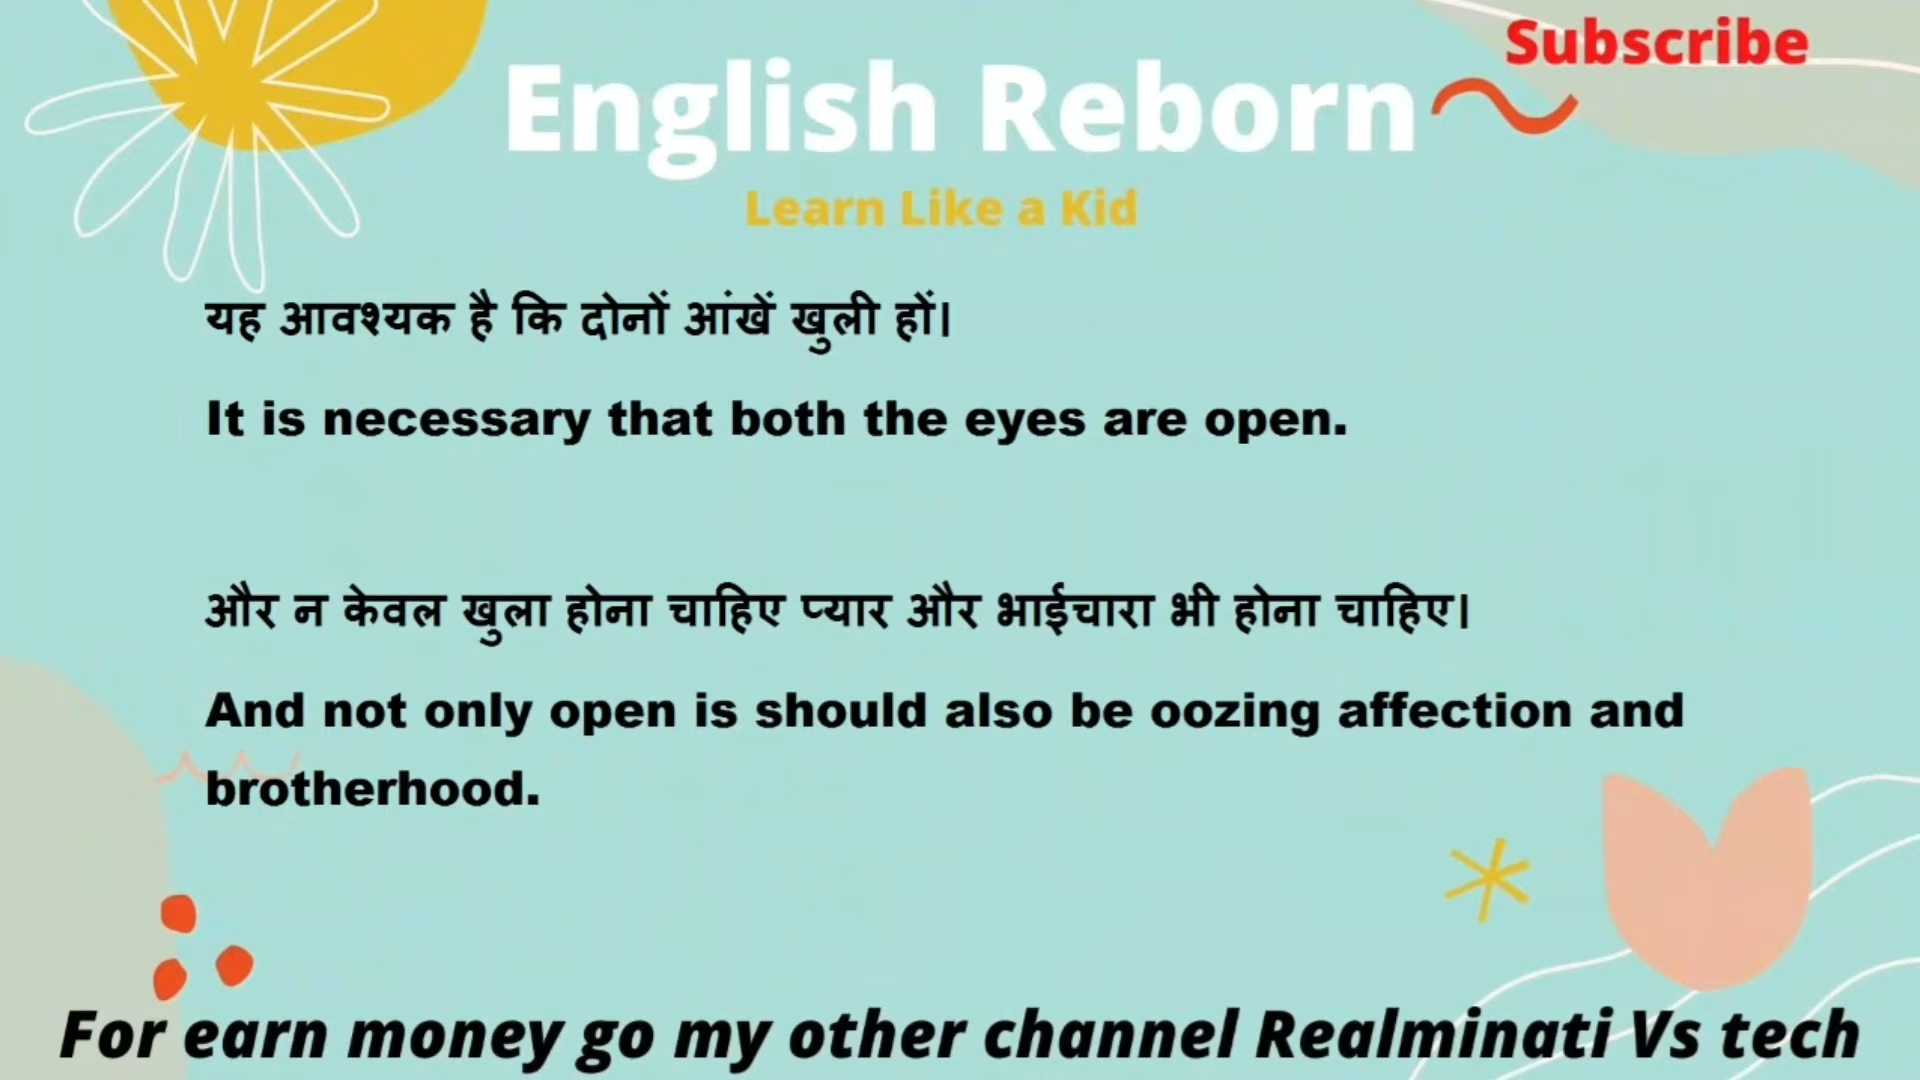 Subscribe
English Reborn
Learn Like a Kid
यह आवश्यक है कि दोनों आंखें खुली हों।
It is necessary that both the eyes are open.
और न केवल खुला होना चाहिए प्यार और भाईचारा भी होना चाहिए।
And not only open is should also be oozing affection and
brotherhood.
For earn money go my other channel Realminati Vs tech